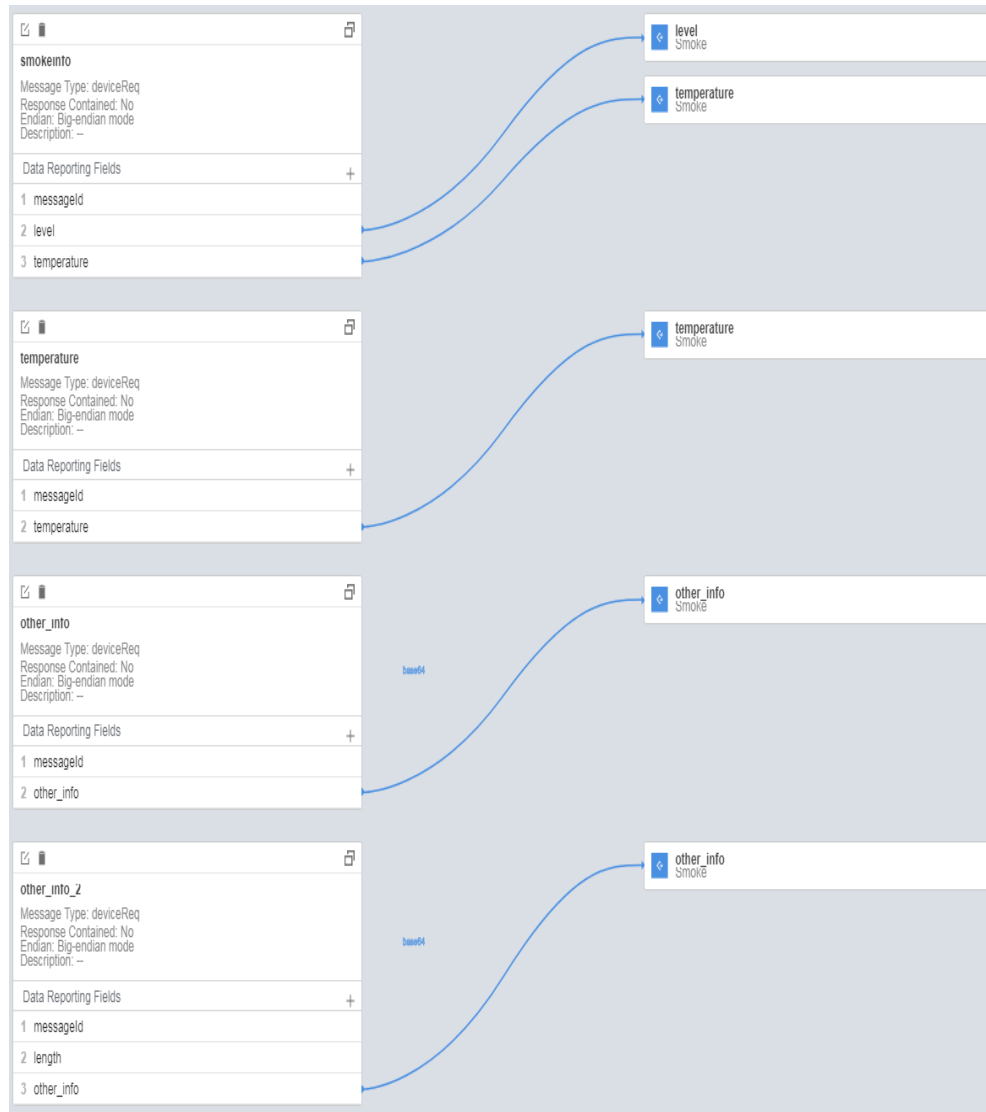 smokeinfo
Message Type: deviceReq
Response Contained: No
Endian: Big-endian mode
Description: --
Data Reporting Fields
1 messageId
2 level
3 temperature
level
Smoke
temperature
Smoke
temperature
Message Type: deviceReq
Response Contained: No
Endian: Big-endian mode
Description: --
Data Reporting Fields
1 messageId
2 temperature
temperature
Smoke
other_info
Message Type: deviceReq
Response Contained: No
Endian: Big-endian mode
Description: --
Data Reporting Fields
1 messageId
2 other_info
base64
other_info
Smoke
other_info_2
Message Type: deviceReq
Response Contained: No
Endian: Big-endian mode
Description: --
Data Reporting Fields
1 messageId
2 length
3 other_info
base64
other_info
Smoke